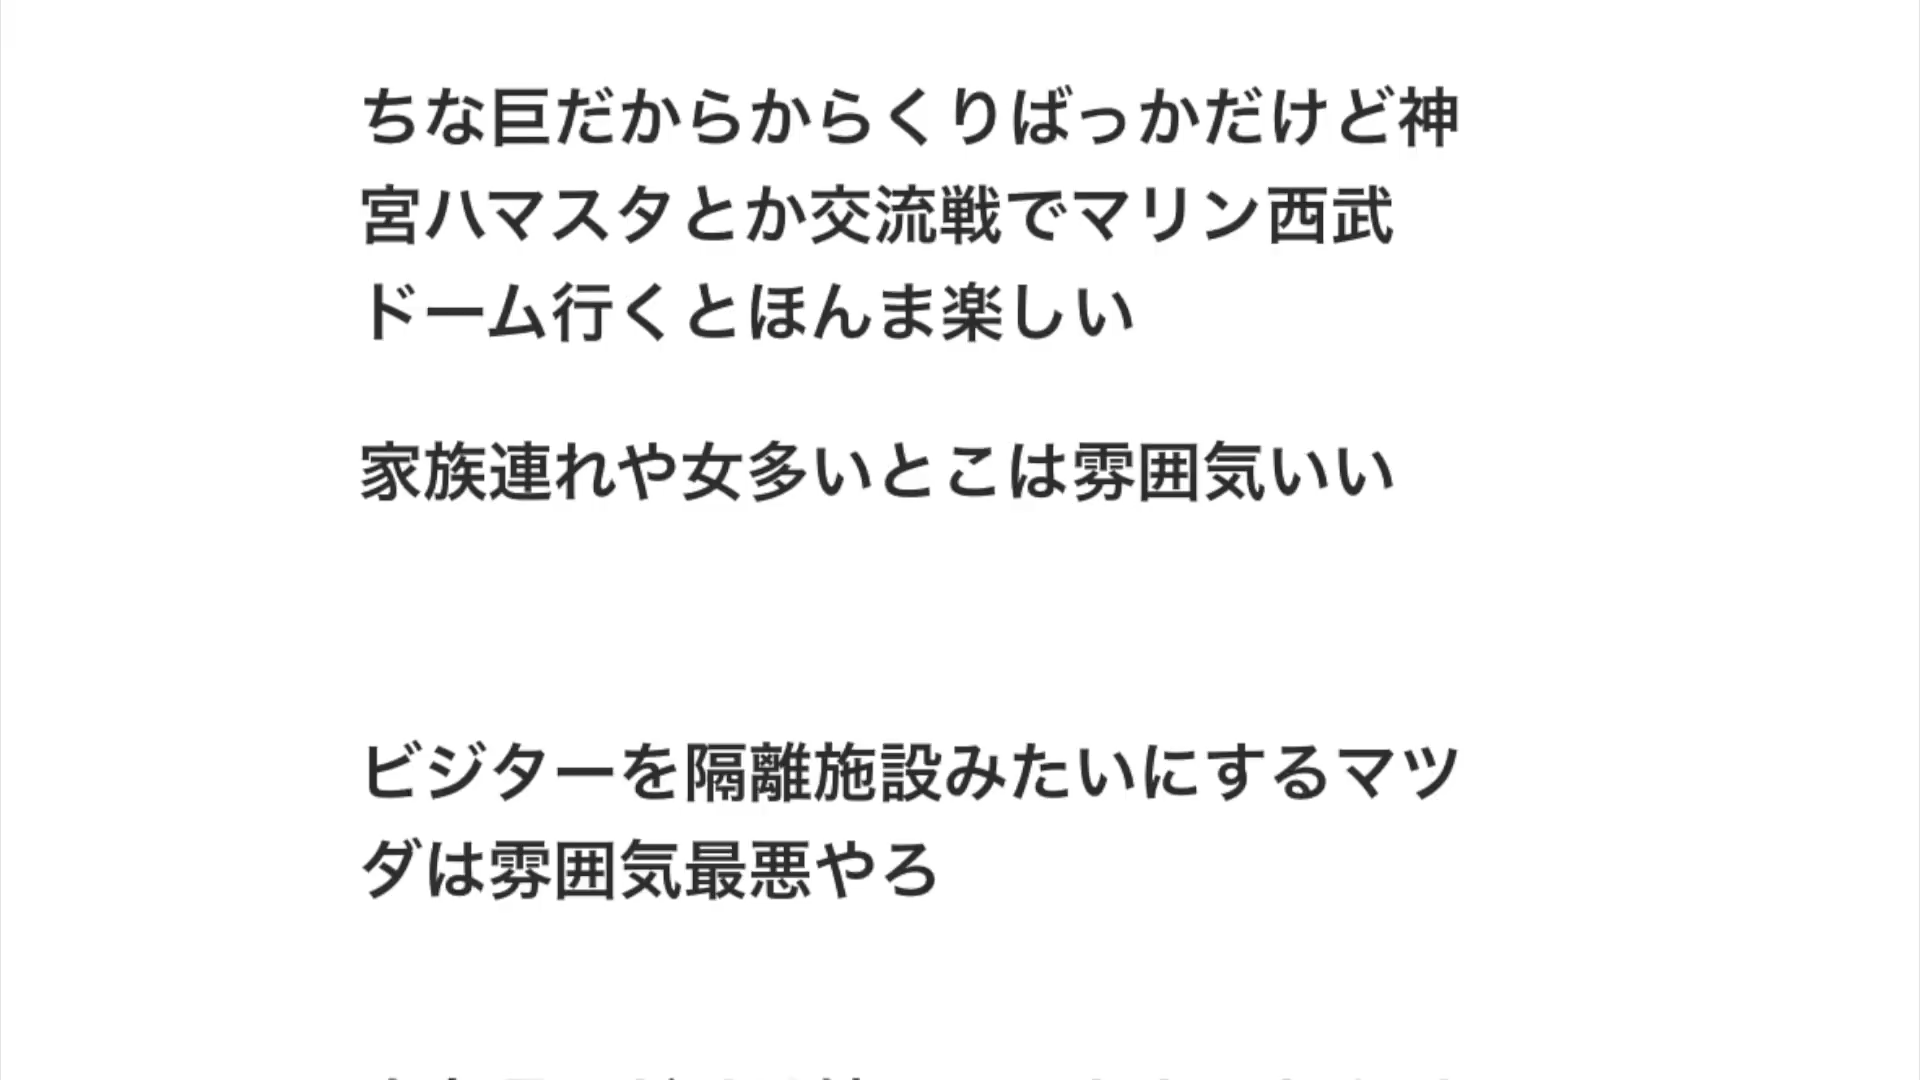 ちな巨だからからくりばっかだけど神
宮ハマスタとか交流戦でマリン西武
ドーム行くとほんま楽しい
家族連れや女多いとこは雰囲気いい
ビジターを隔離施設みたいにするマツ
ダは雰囲気最悪やろ